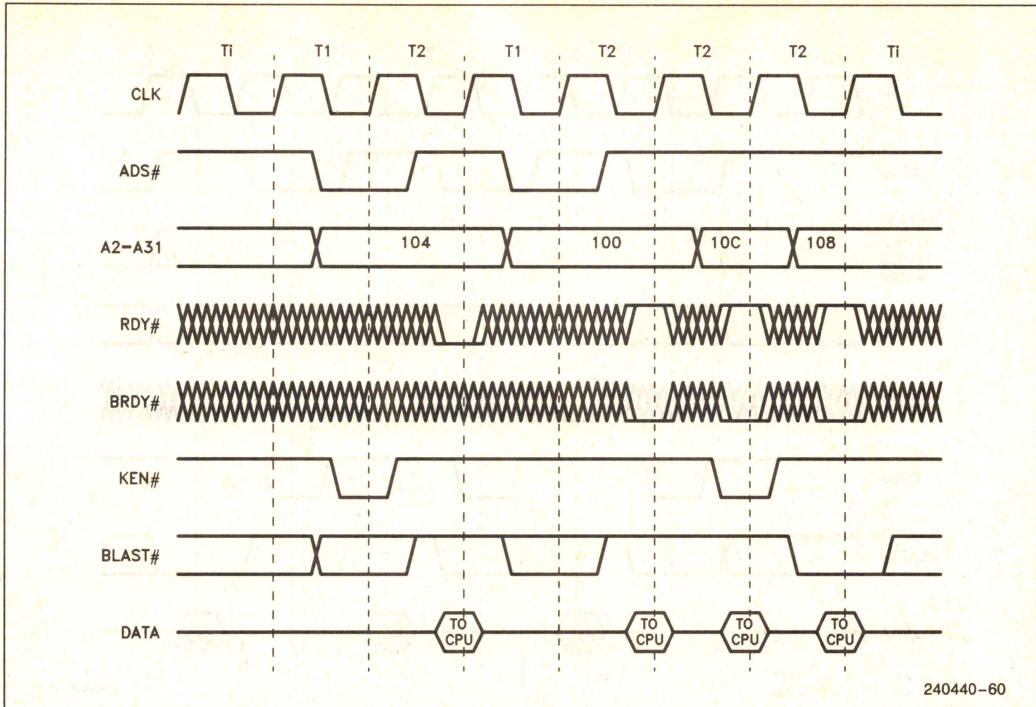 Ti T1 T2 T1 T2 T2 T2 Ti
CLK
ADS#
A2-A31 104 100 10C 108
RDY#
BRDY#
KEN#
BLAST#
DATA TO CPU TO CPU TO CPU TO CPU
240440-60